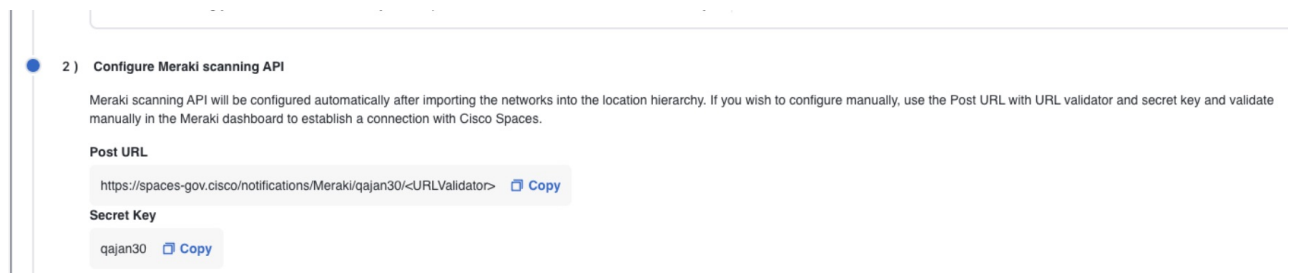 2 ) Configure Meraki scanning API
Meraki scanning API will be configured automatically after importing the networks into the location hierarchy. If you wish to configure manually, use the Post URL with URL validator and secret key and validate
manually in the Meraki dashboard to establish a connection with Cisco Spaces.
Post URL
https://spaces-gov.cisco/notifications/Meraki/qajan30/<URLValidator> Copy
Secret Key
qajan30 Copy